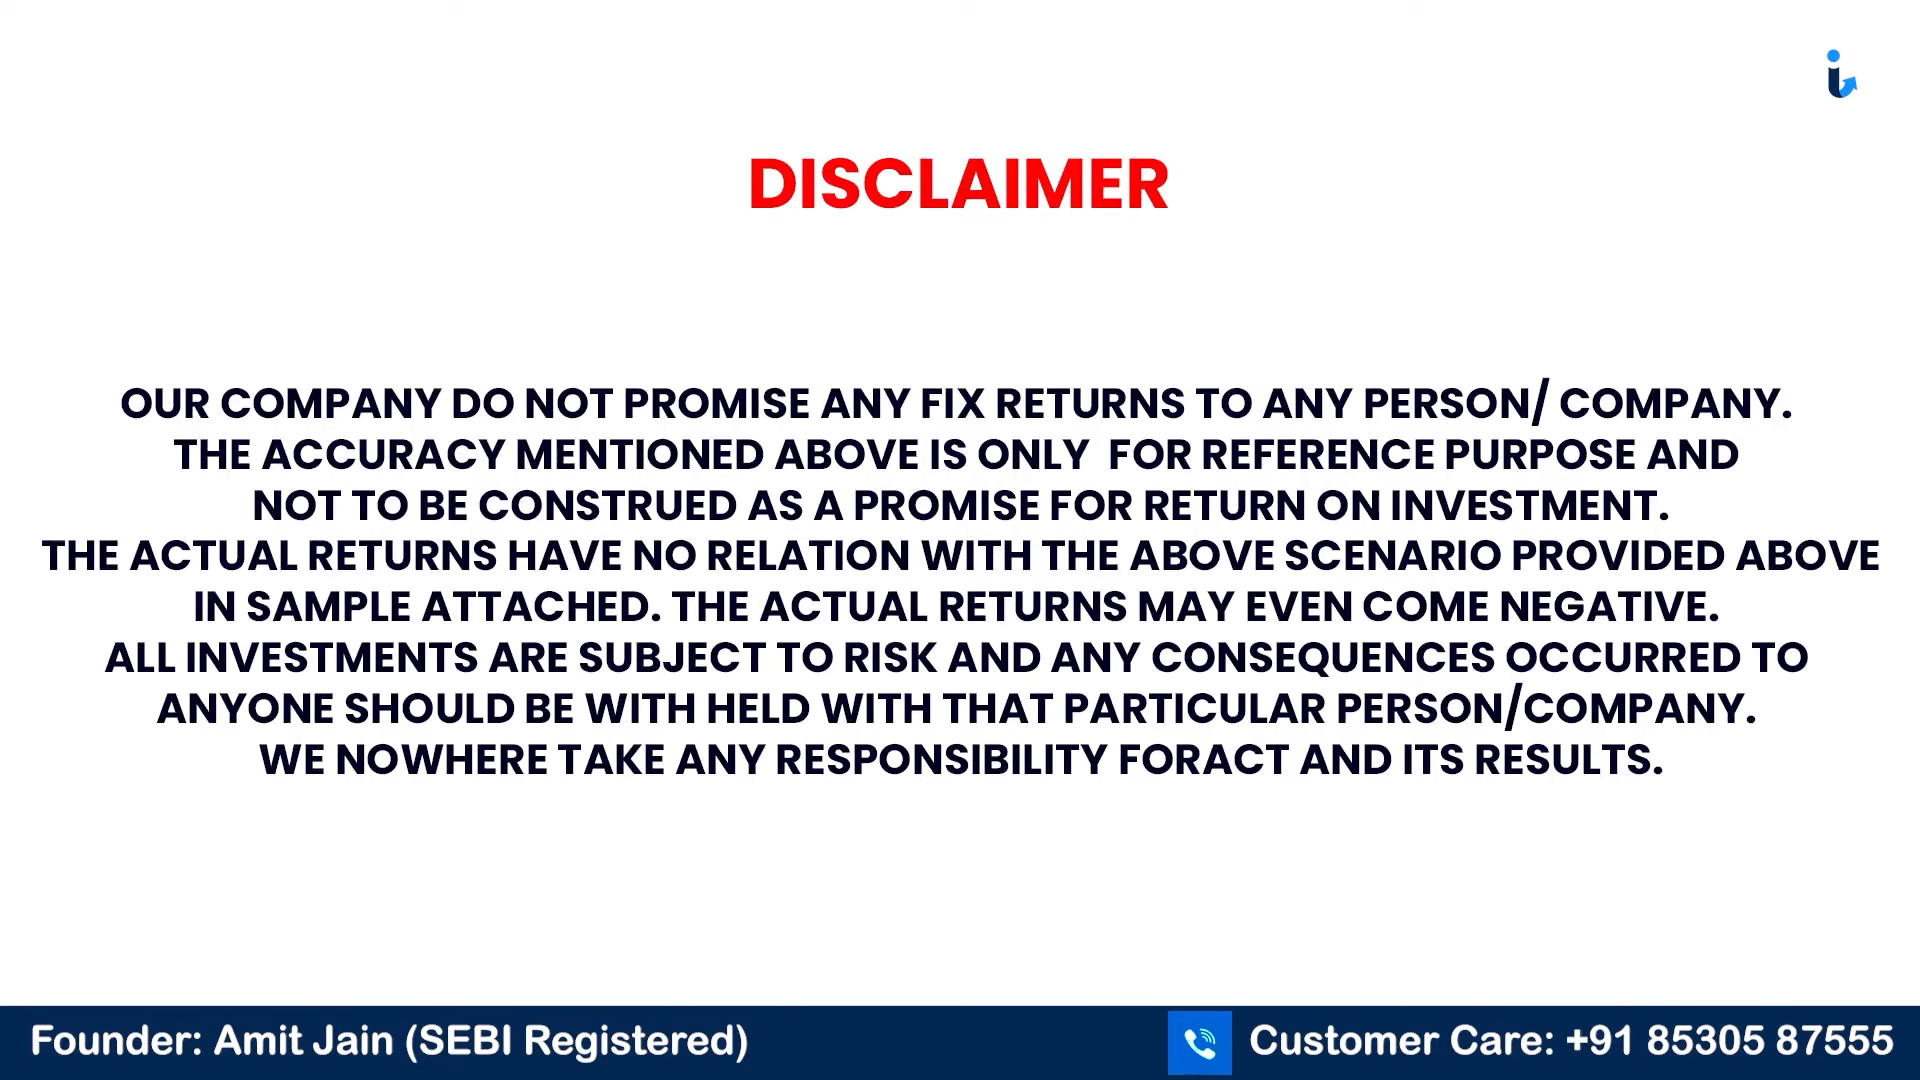 DISCLAIMER
OUR COMPANY DO NOT PROMISE ANY FIX RETURNS TO ANY PERSON/ COMPANY.
THE ACCURACY MENTIONED ABOVE IS ONLY  FOR REFERENCE PURPOSE AND
NOT TO BE CONSTRUED AS A PROMISE FOR RETURN ON INVESTMENT.
THE ACTUAL RETURNS HAVE NO RELATION WITH THE ABOVE SCENARIO PROVIDED ABOVE
IN SAMPLE ATTACHED. THE ACTUAL RETURNS MAY EVEN COME NEGATIVE.
ALL INVESTMENTS ARE SUBJECT TO RISK AND ANY CONSEQUENCES OCCURRED TO
ANYONE SHOULD BE WITH HELD WITH THAT PARTICULAR PERSON/COMPANY.
WE NOWHERE TAKE ANY RESPONSIBILITY FORACT AND ITS RESULTS.
Founder: Amit Jain (SEBI Registered)
Customer Care: +91 85305 87555